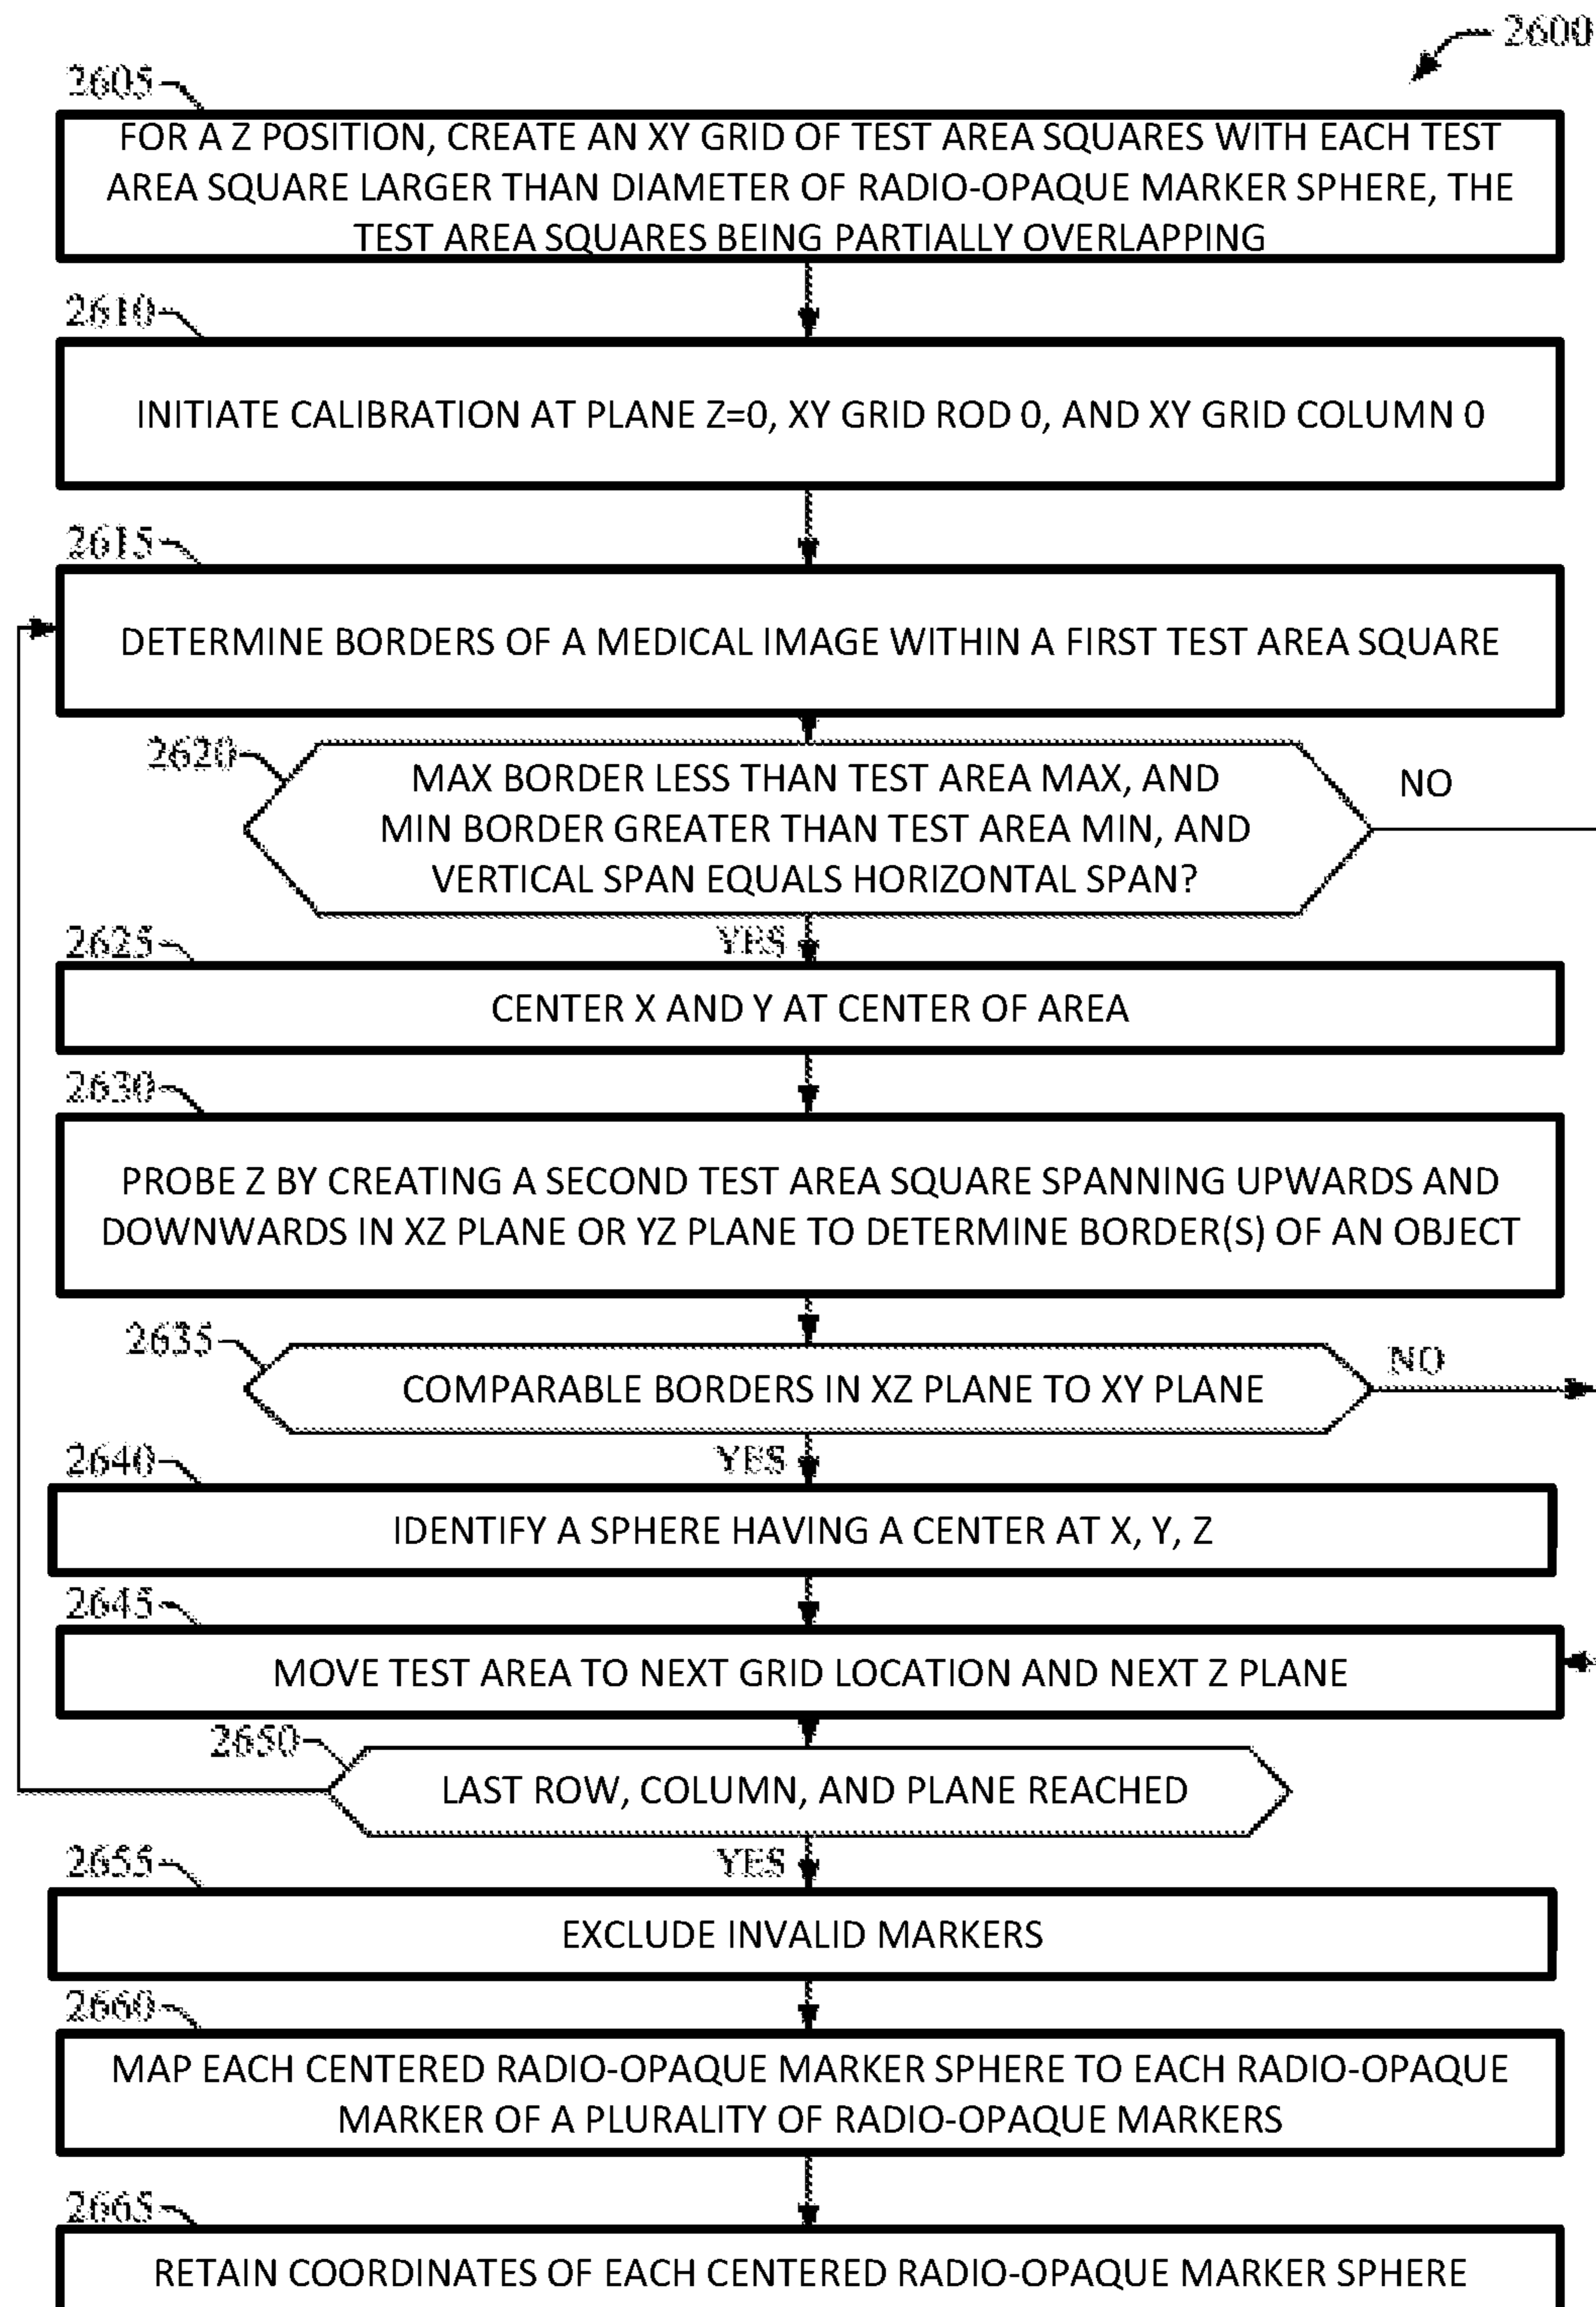 2600
2605
FOR A Z POSITION, CREATE AN XY GRID OF TEST AREA SQUARES WITH EACH TEST
AREA SQUARE LARGER THAN DIAMETER OF RADIO-OPAQUE MARKER SPHERE, THE
TEST AREA SQUARES BEING PARTIALLY OVERLAPPING
2610
INITIATE CALIBRATION AT PLANE Z=0, XY GRID ROD 0, AND XY GRID COLUMN 0
2615
DETERMINE BORDERS OF A MEDICAL IMAGE WITHIN A FIRST TEST AREA SQUARE
2620
MAX BORDER LESS THAN TEST AREA MAX, AND
MIN BORDER GREATER THAN TEST AREA MIN, AND
VERTICAL SPAN EQUALS HORIZONTAL SPAN?
NO
YES
2625
CENTER X AND Y AT CENTER OF AREA
2630
PROBE Z BY CREATING A SECOND TEST AREA SQUARE SPANNING UPWARDS AND
DOWNWARDS IN XZ PLANE OR YZ PLANE TO DETERMINE BORDER(S) OF AN OBJECT
2635
COMPARABLE BORDERS IN XZ PLANE TO XY PLANE
NO
YES
2640
IDENTIFY A SPHERE HAVING A CENTER AT X, Y, Z
2645
MOVE TEST AREA TO NEXT GRID LOCATION AND NEXT Z PLANE
2650
LAST ROW, COLUMN, AND PLANE REACHED
YES
2655
EXCLUDE INVALID MARKERS
2660
MAP EACH CENTERED RADIO-OPAQUE MARKER SPHERE TO EACH RADIO-OPAQUE
MARKER OF A PLURALITY OF RADIO-OPAQUE MARKERS
2665
RETAIN COORDINATES OF EACH CENTERED RADIO-OPAQUE MARKER SPHERE